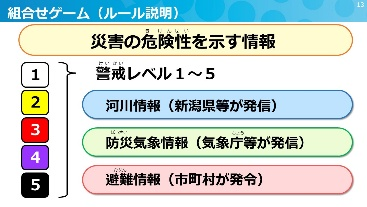 組合せゲーム（ルール説明）
13
災害の危険性を示す情報
1
2
3
4
5
警戒レベル１～５
河川情報（新潟県等が発信）
防災気象情報（気象庁等が発信）
避難情報（市町村が発令）